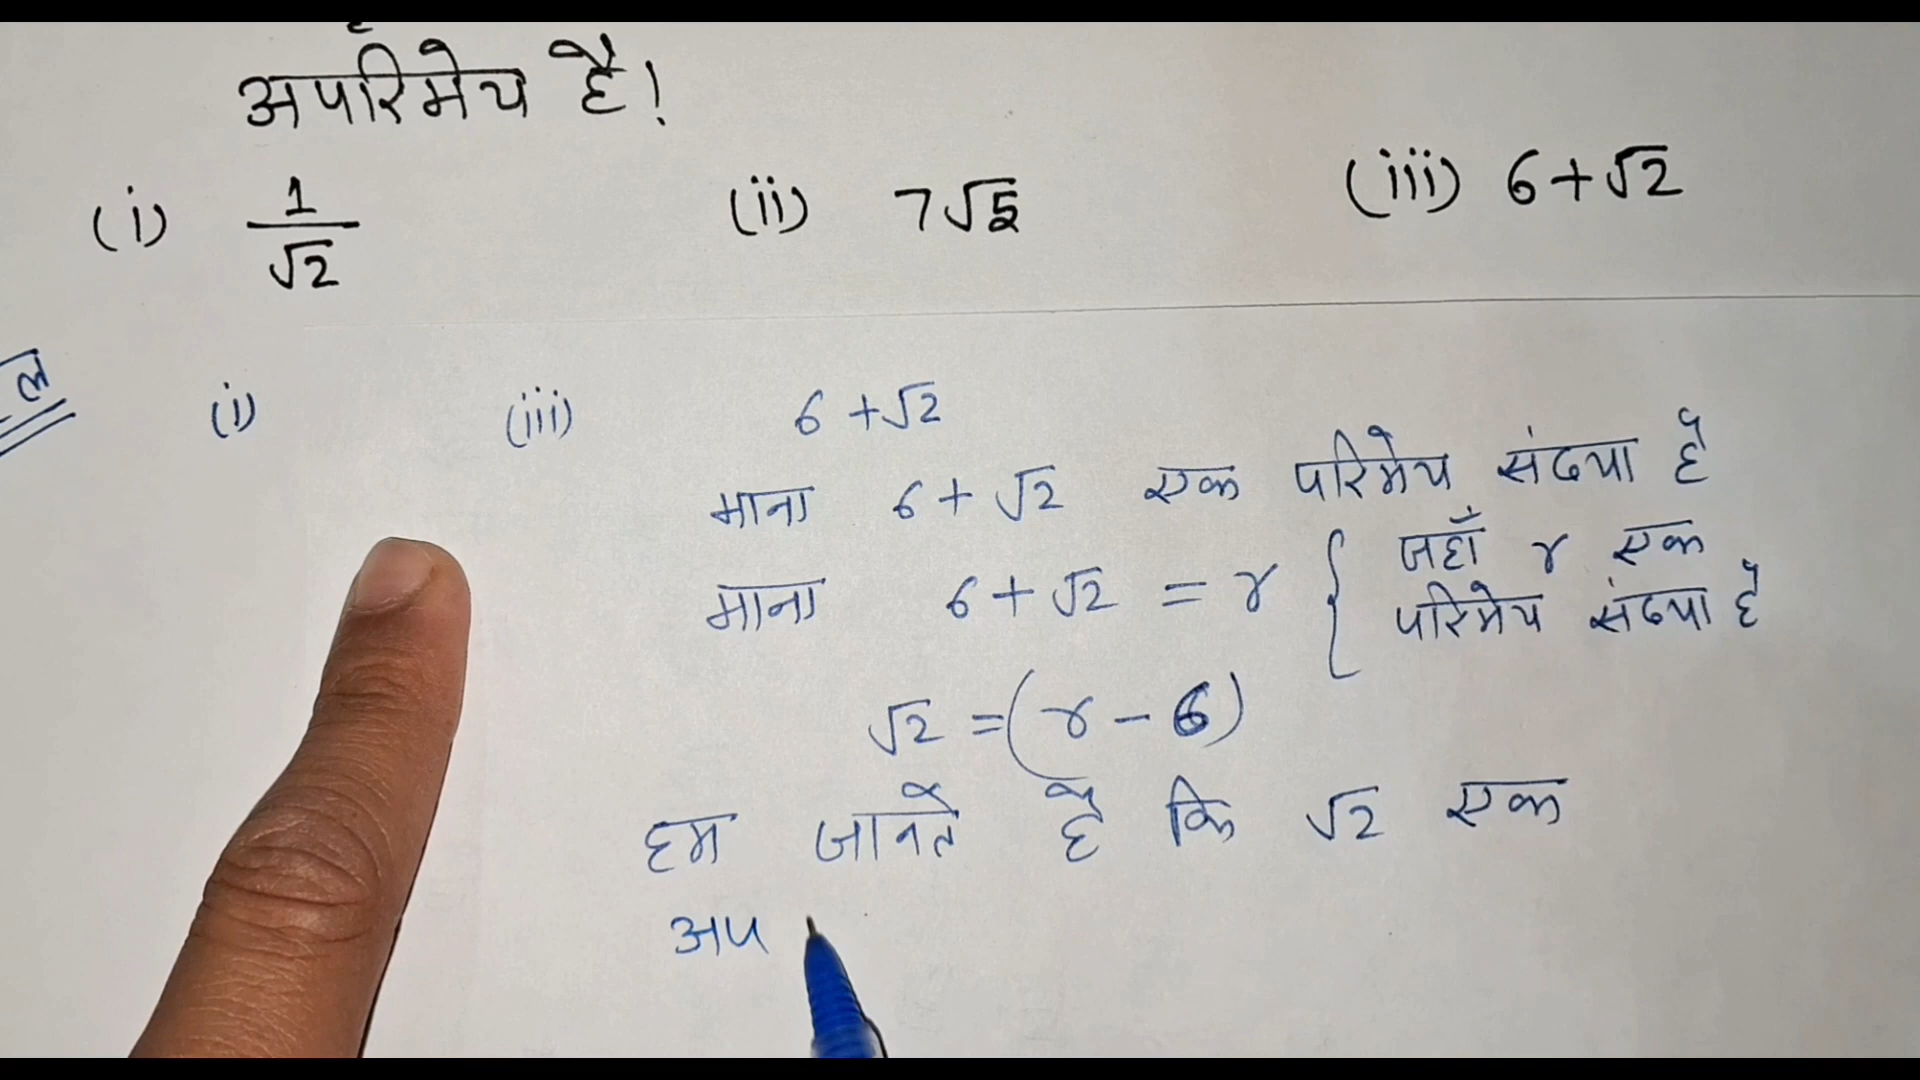 अपरिमेय है!
(i) 1/√2 (ii) 7√5 (iii) 6+√2
ल (i) (iii) 6+√2
माना 6+√2 एक परिमेय संख्या है
माना 6+√2 = r { जहाँ r एक
परिमेय संख्या है
√2 = (r - 6)
हम जानते है कि √2 एक
अप